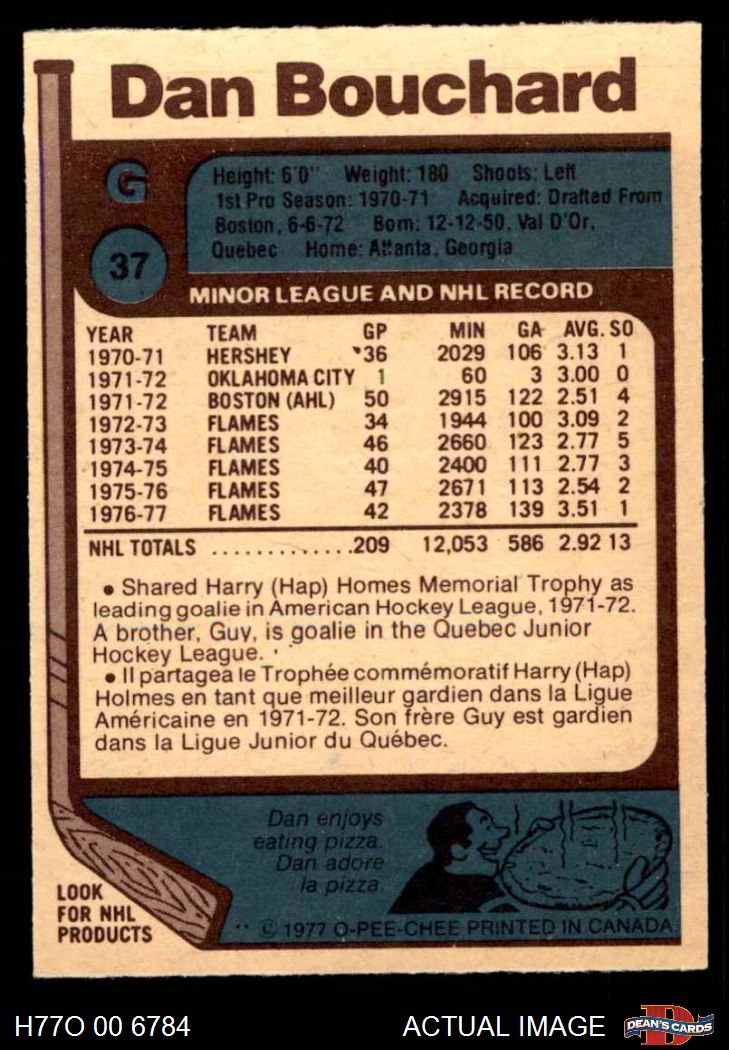 Dan Bouchard
G
37
Height: 6'0" Weight: 180 Shoots: Left
1st Pro Season: 1970-71 Acquired: Drafted From
Boston, 6-6-72 Born: 12-12-50, Val D'Or,
Quebec Home: Atlanta, Georgia
MINOR LEAGUE AND NHL RECORD
YEAR TEAM GP MIN GA AVG. SO
1970-71 HERSHEY 36 2029 106 3.13 1
1971-72 OKLAHOMA CITY 1 60 3 3.00 0
1971-72 BOSTON (AHL) 50 2915 122 2.51 4
1972-73 FLAMES 34 1944 100 3.09 2
1973-74 FLAMES 46 2660 123 2.77 5
1974-75 FLAMES 40 2400 111 2.77 3
1975-76 FLAMES 47 2671 113 2.54 2
1976-77 FLAMES 42 2378 139 3.51 1
NHL TOTALS .............209 12,053 586 2.92 13
• Shared Harry (Hap) Homes Memorial Trophy as
leading goalie in American Hockey League, 1971-72.
A brother, Guy, is goalie in the Quebec Junior
Hockey League.
• Il partagea le Trophée commémoratif Harry (Hap)
Holmes en tant que meilleur gardien dans la Ligue
Américaine en 1971-72. Son frère Guy est gardien
dans la Ligue Junior du Québec.
Dan enjoys
eating pizza.
Dan adore
la pizza.
LOOK
FOR NHL
PRODUCTS
** © 1977 O-PEE-CHEE PRINTED IN CANADA.
H77O 00 6784 ACTUAL IMAGE
DEAN'S CARDS